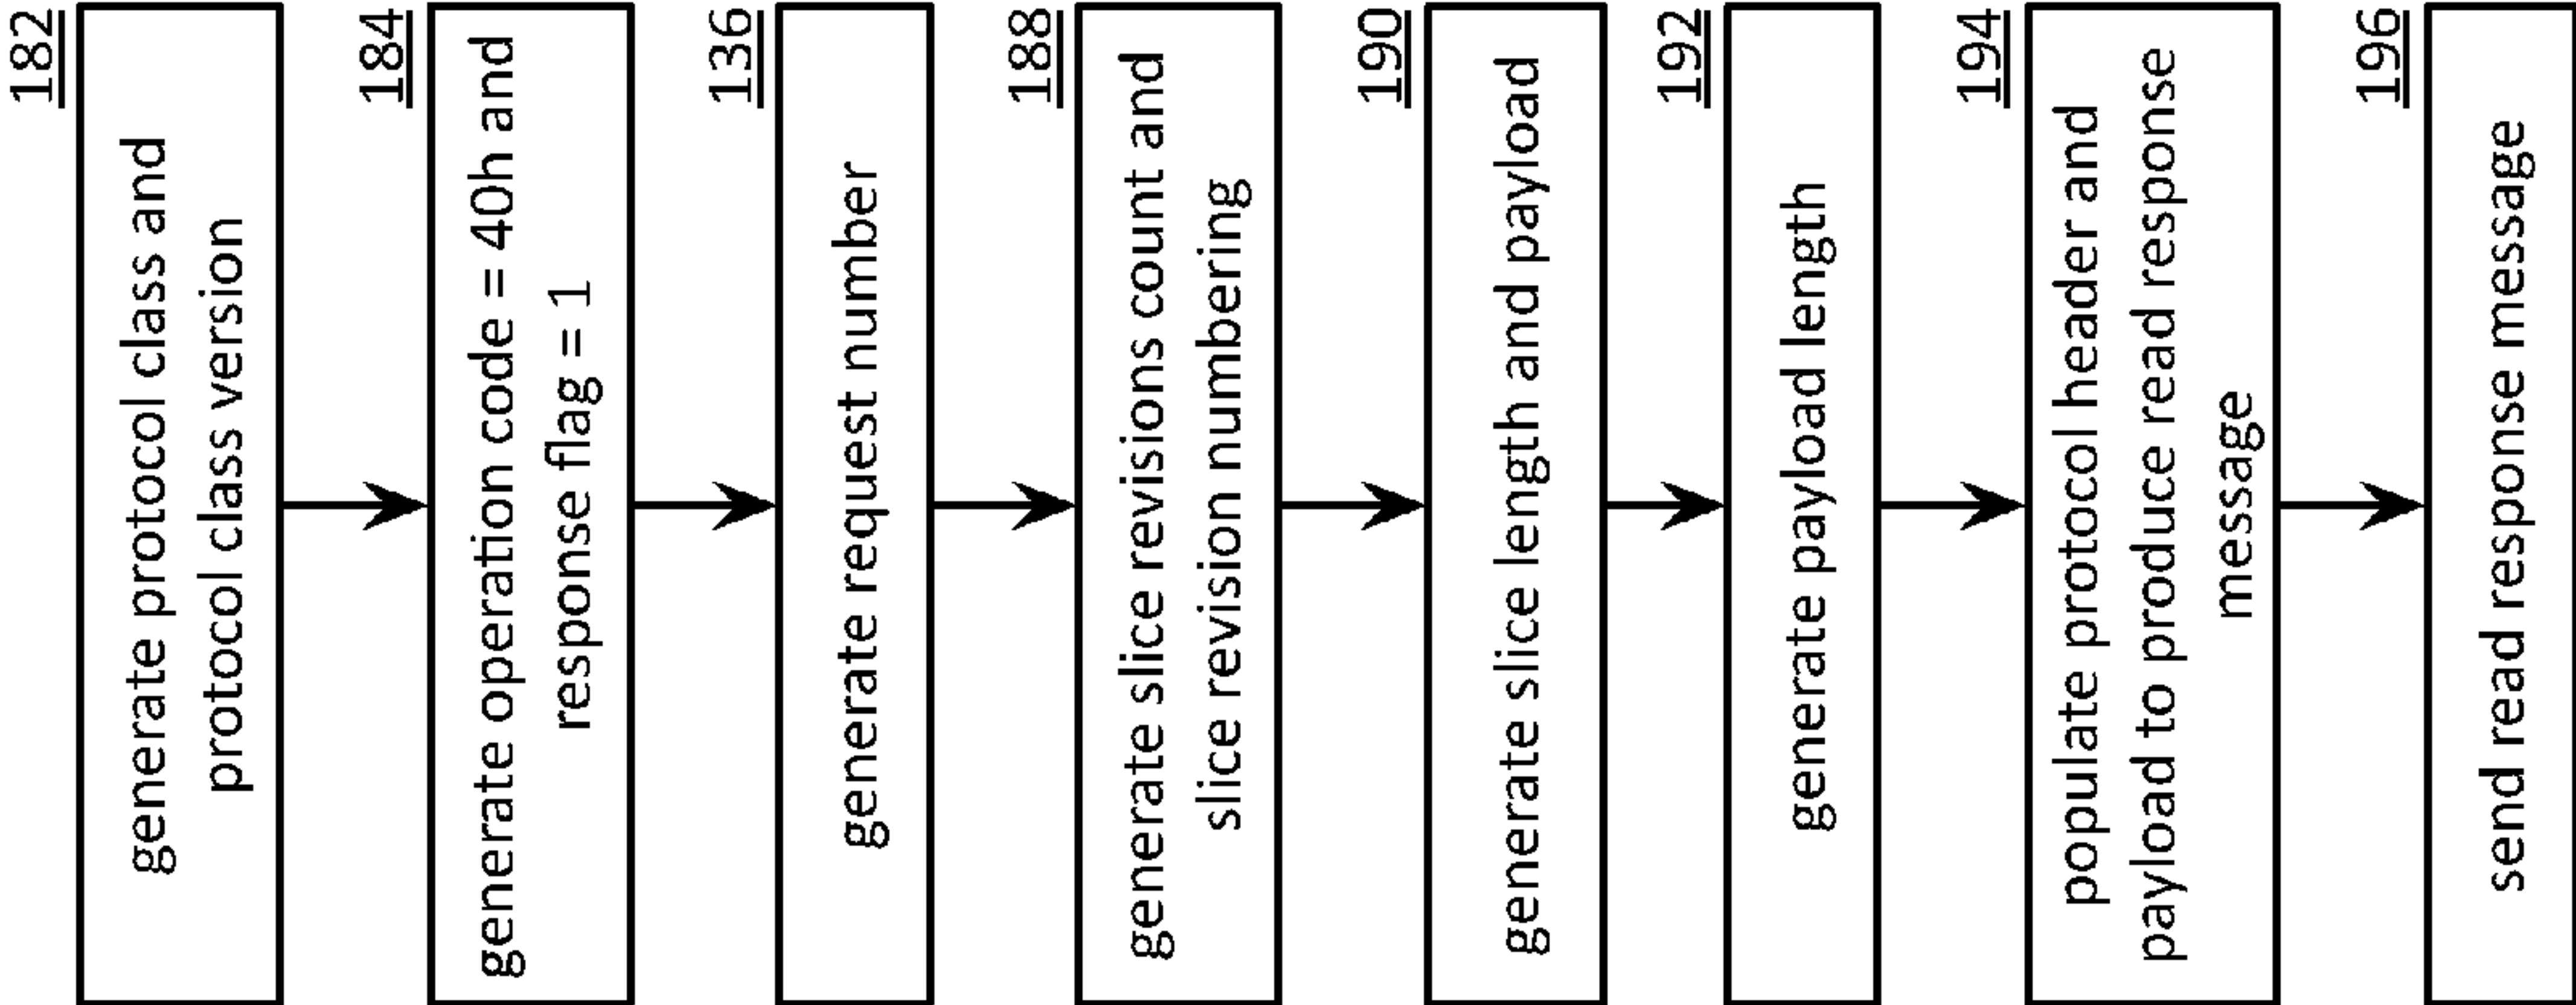 182
generate protocol class and
protocol class version
184
generate operation code = 40h and
response flag = 1
136
generate request number
188
generate slice revisions count and
slice revision numbering
190
generate slice length and payload
192
generate payload length
194
populate protocol header and
payload to produce read response
message
196
send read response message